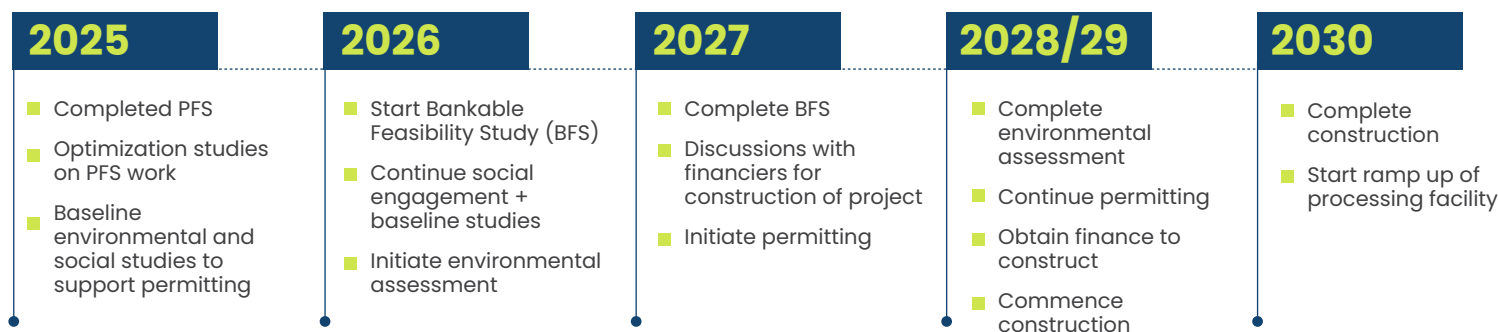 2025
Completed PFS
Optimization studies
on PFS work
Baseline
environmental and
social studies to
support permitting
2026
Start Bankable
Feasibility Study (BFS)
Continue social
engagement +
baseline studies
Initiate environmental
assessment
2027
Complete BFS
Discussions with
financiers for
construction of project
Initiate permitting
2028/29
Complete
environmental
assessment
Continue permitting
Obtain finance to
construct
Commence
construction
2030
Complete
construction
Start ramp up of
processing facility